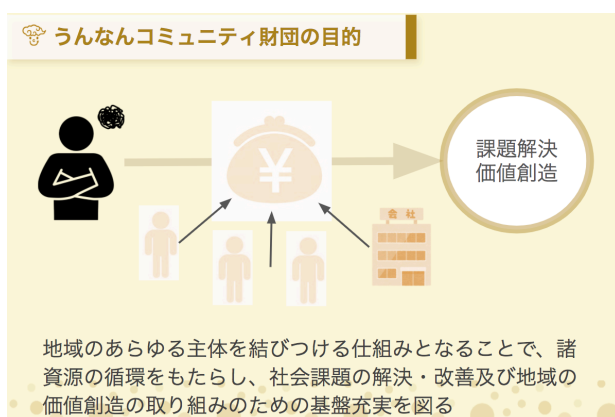 うんなんコミュニティ財団の目的
¥
課題解決
価値創造
会社
地域のあらゆる主体を結びつける仕組みとなることで、諸
資源の循環をもたらし、社会課題の解決・改善及び地域の
価値創造の取り組みのための基盤充実を図る